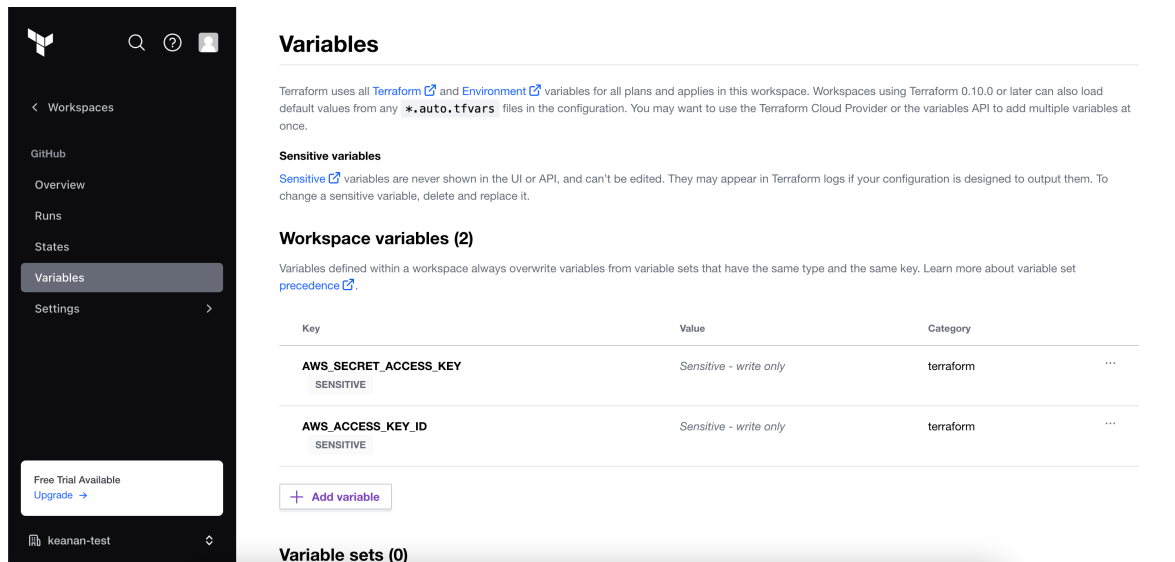 Workspaces
GitHub
Overview
Runs
States
Variables
Settings
Free Trial Available
Upgrade →
keanan-test
Variables
Terraform uses all Terraform and Environment variables for all plans and applies in this workspace. Workspaces using Terraform 0.10.0 or later can also load
default values from any *.auto.tfvars files in the configuration. You may want to use the Terraform Cloud Provider or the variables API to add multiple variables at
once.
Sensitive variables
Sensitive variables are never shown in the UI or API, and can't be edited. They may appear in Terraform logs if your configuration is designed to output them. To
change a sensitive variable, delete and replace it.
Workspace variables (2)
Variables defined within a workspace always overwrite variables from variable sets that have the same type and the same key. Learn more about variable set
precedence.
Key Value Category
AWS_SECRET_ACCESS_KEY Sensitive - write only terraform ...
SENSITIVE
AWS_ACCESS_KEY_ID Sensitive - write only terraform ...
SENSITIVE
+ Add variable
Variable sets (0)